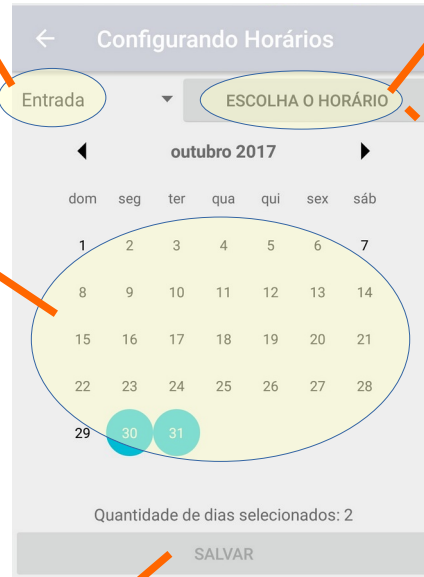 Configurando Horários
Entrada ESCOLHA O HORÁRIO
outubro 2017
dom seg ter qua qui sex sáb
1 2 3 4 5 6 7
8 9 10 11 12 13 14
15 16 17 18 19 20 21
22 23 24 25 26 27 28
29 30 31
Quantidade de dias selecionados: 2
SALVAR